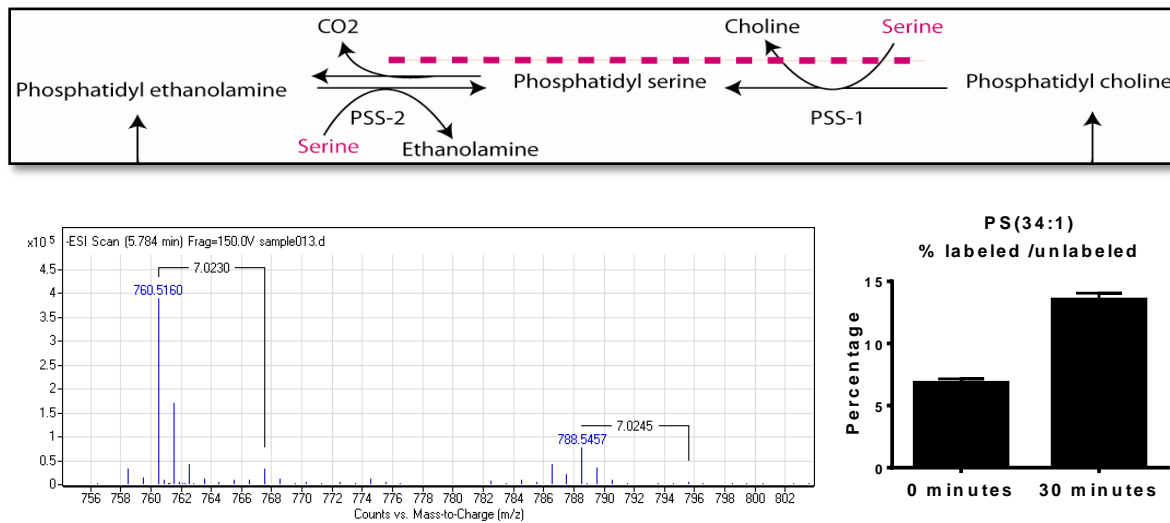 CO2
Choline
Serine
Phosphatidyl ethanolamine
Phosphatidyl serine
Phosphatidyl choline
PSS-2
PSS-1
Serine
Ethanolamine
x10 5
-ESI Scan (5.784 min) Frag=150.0V sample013.d
4.5
4
3.5
3
2.5
2
1.5
1
0.5
0
7.0230
760.5160
7.0245
788.5457
756 758 760 762 764 766 768 770 772 774 776 778 780 782 784 786 788 790 792 794 796 798 800 802
Counts vs. Mass-to-Charge (m/z)
PS(34:1)
% labeled /unlabeled
Percentage
15
10
5
0
0 minutes 30 minutes